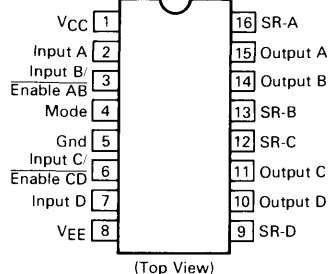 VCC 1
Input A 2
Input B/
Enable AB 3
Mode 4
Gnd 5
Input C/
Enable CD 6
Input D 7
VEE 8
16 SR-A
15 Output A
14 Output B
13 SR-B
12 SR-C
11 Output C
10 Output D
9 SR-D
(Top View)